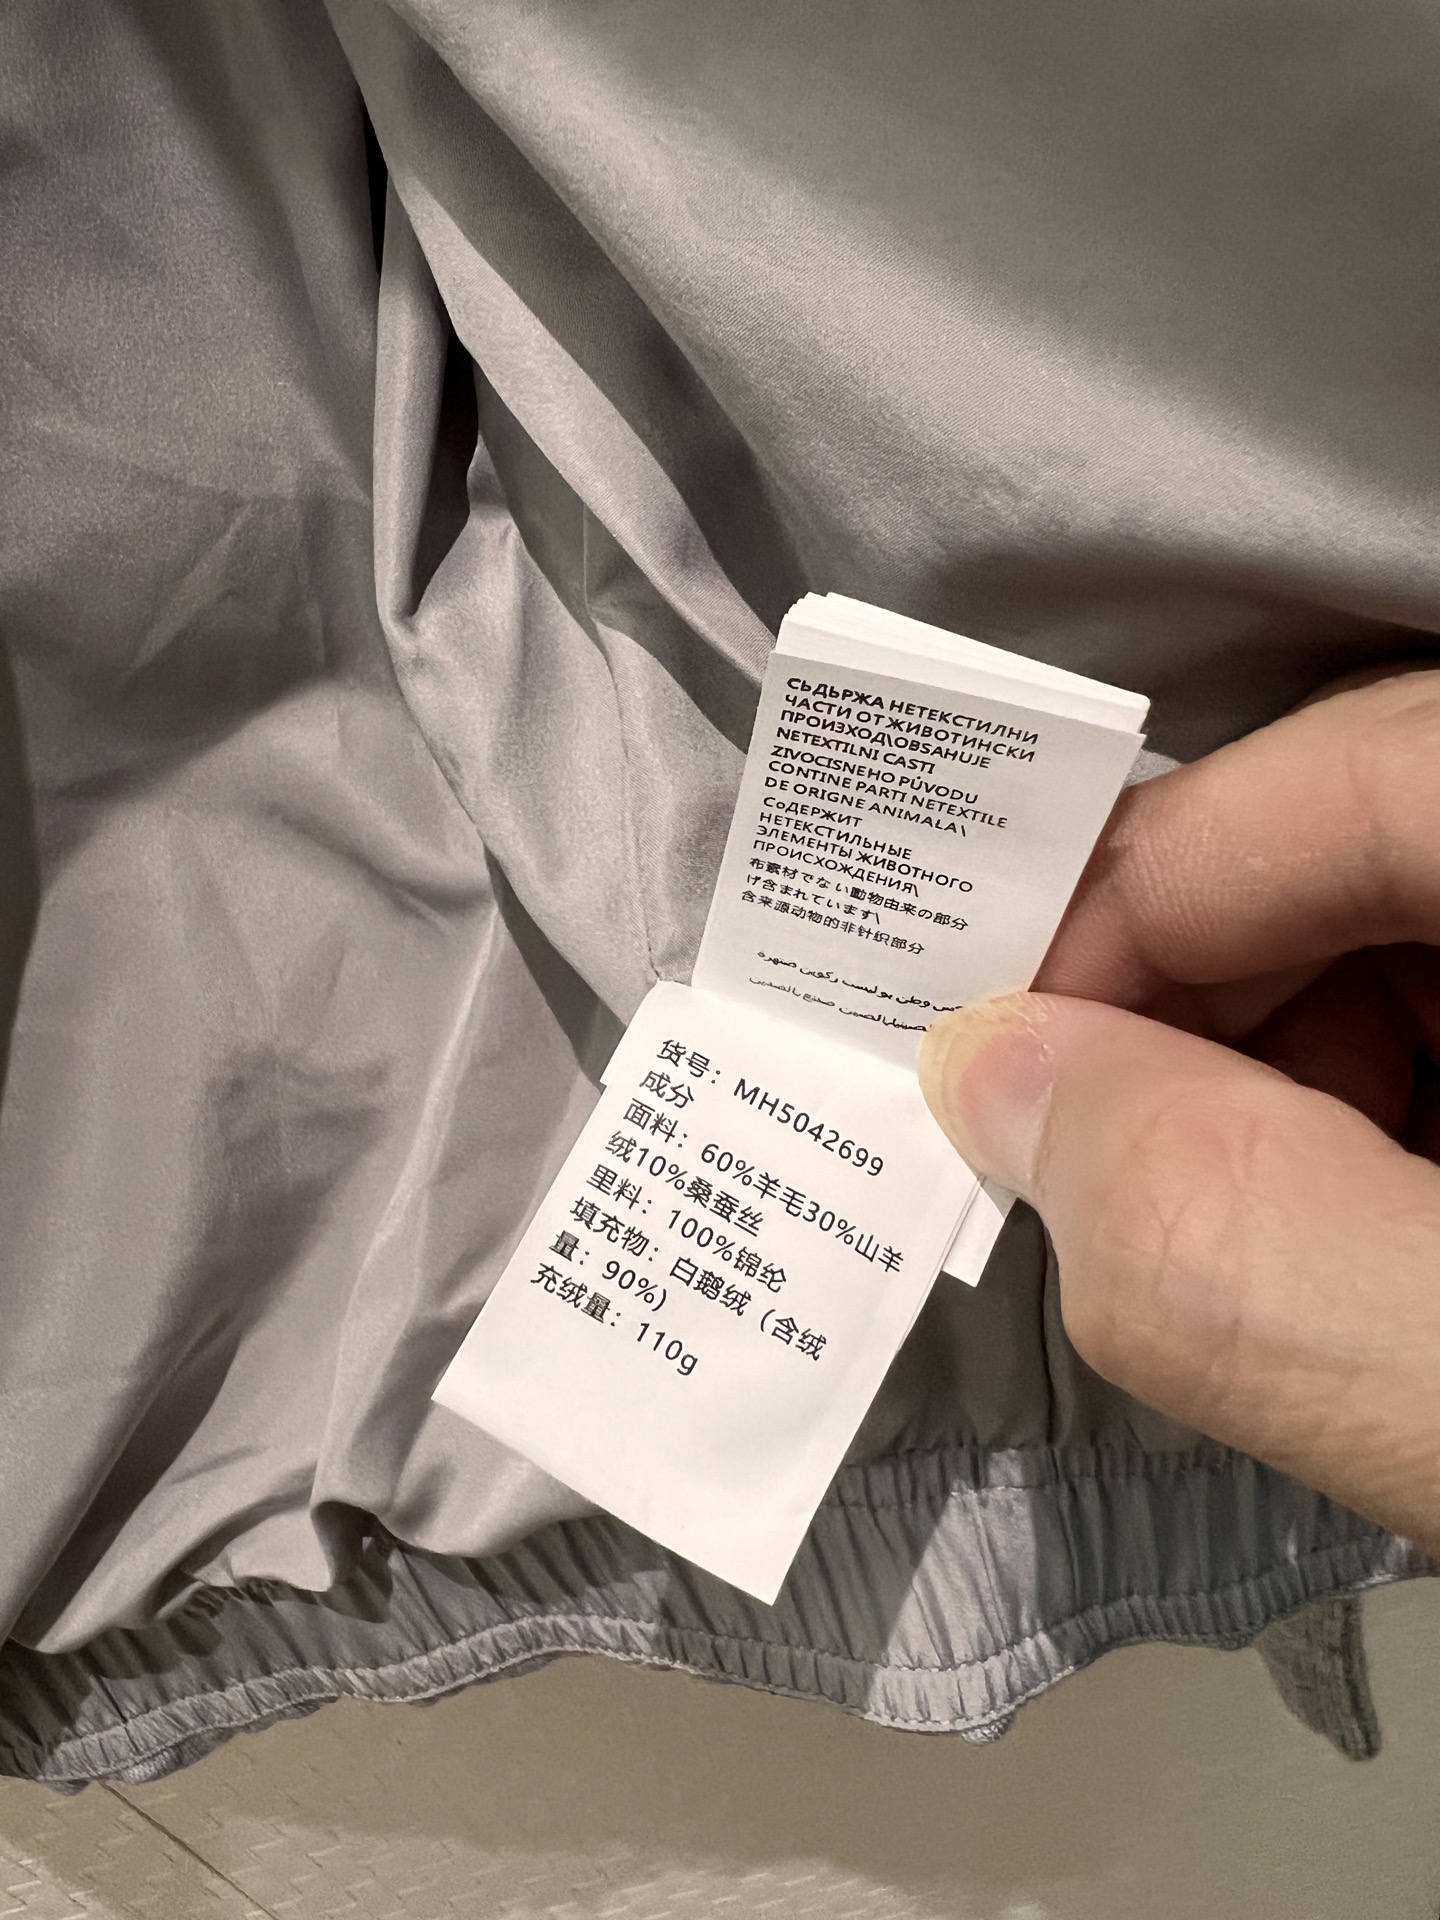 СЬДЬРЖА НЕТЕКСТИЛНИ
ЧАСТИ ОТ ЖИВОТИНСКИ
ПРОИЗХОД\OBSAHUJE
NETEXTILNI CASTI
ZIVOCISNEHO PŮVODU
CONTINE PARTI NETEXTILE
DE ORIGNE ANIMALA\
СоДЕРЖИТ
НЕТЕКСТИЛЬНЫЕ
ЭЛЕМЕНТЫ ЖИВОТНОГО
ПРОИСХОЖДЕНИЯ\
布素材でない動物由来の部分
げ含まれています\
含来源动物的非针织部分
货号：MH5042699
成分
面料：60%羊毛30%山羊
绒10%桑蚕丝
里料：100%锦纶
填充物：白鹅绒（含绒
量：90%)
充绒量：110g